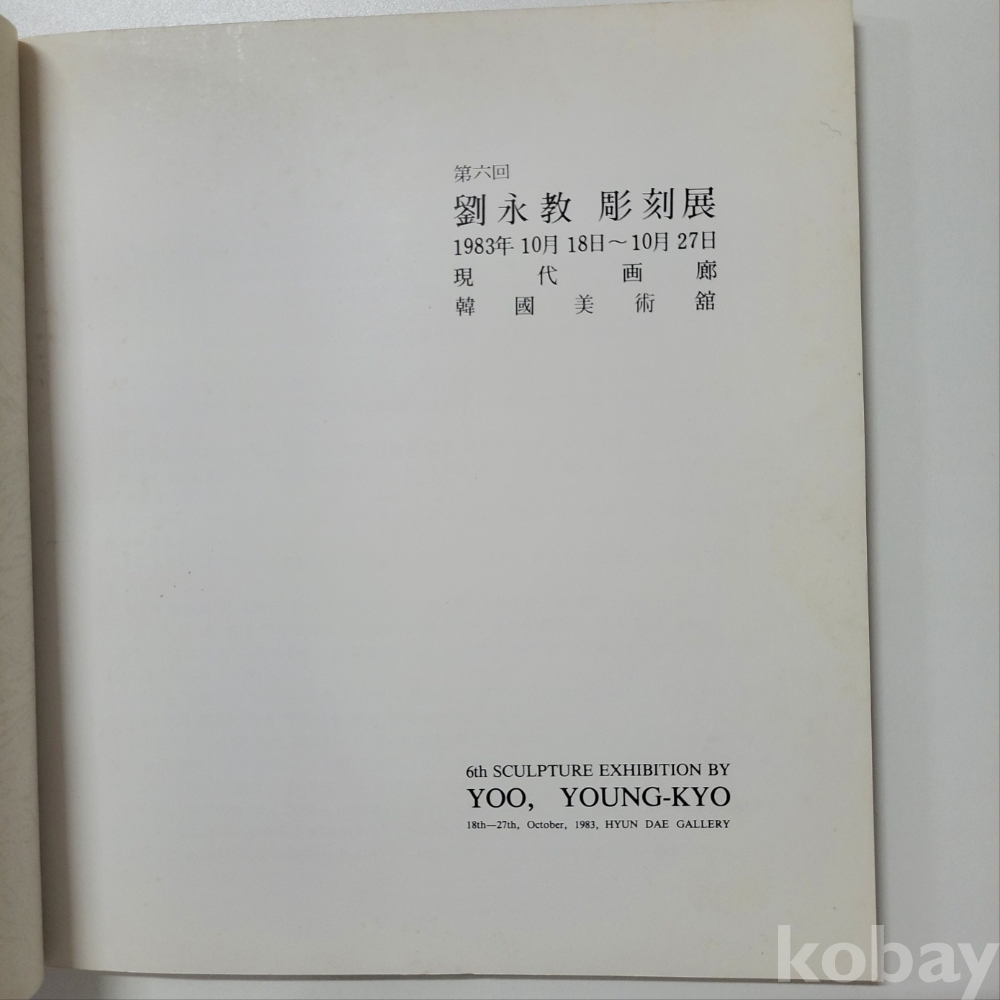 第六回
劉永教 彫刻展
1983年 10月 18日~10月 27日
現代画廊
韓國美術舘
6th SCULPTURE EXHIBITION BY
YOO, YOUNG-KYO
18th—27th, October, 1983, HYUN DAE GALLERY
kobay